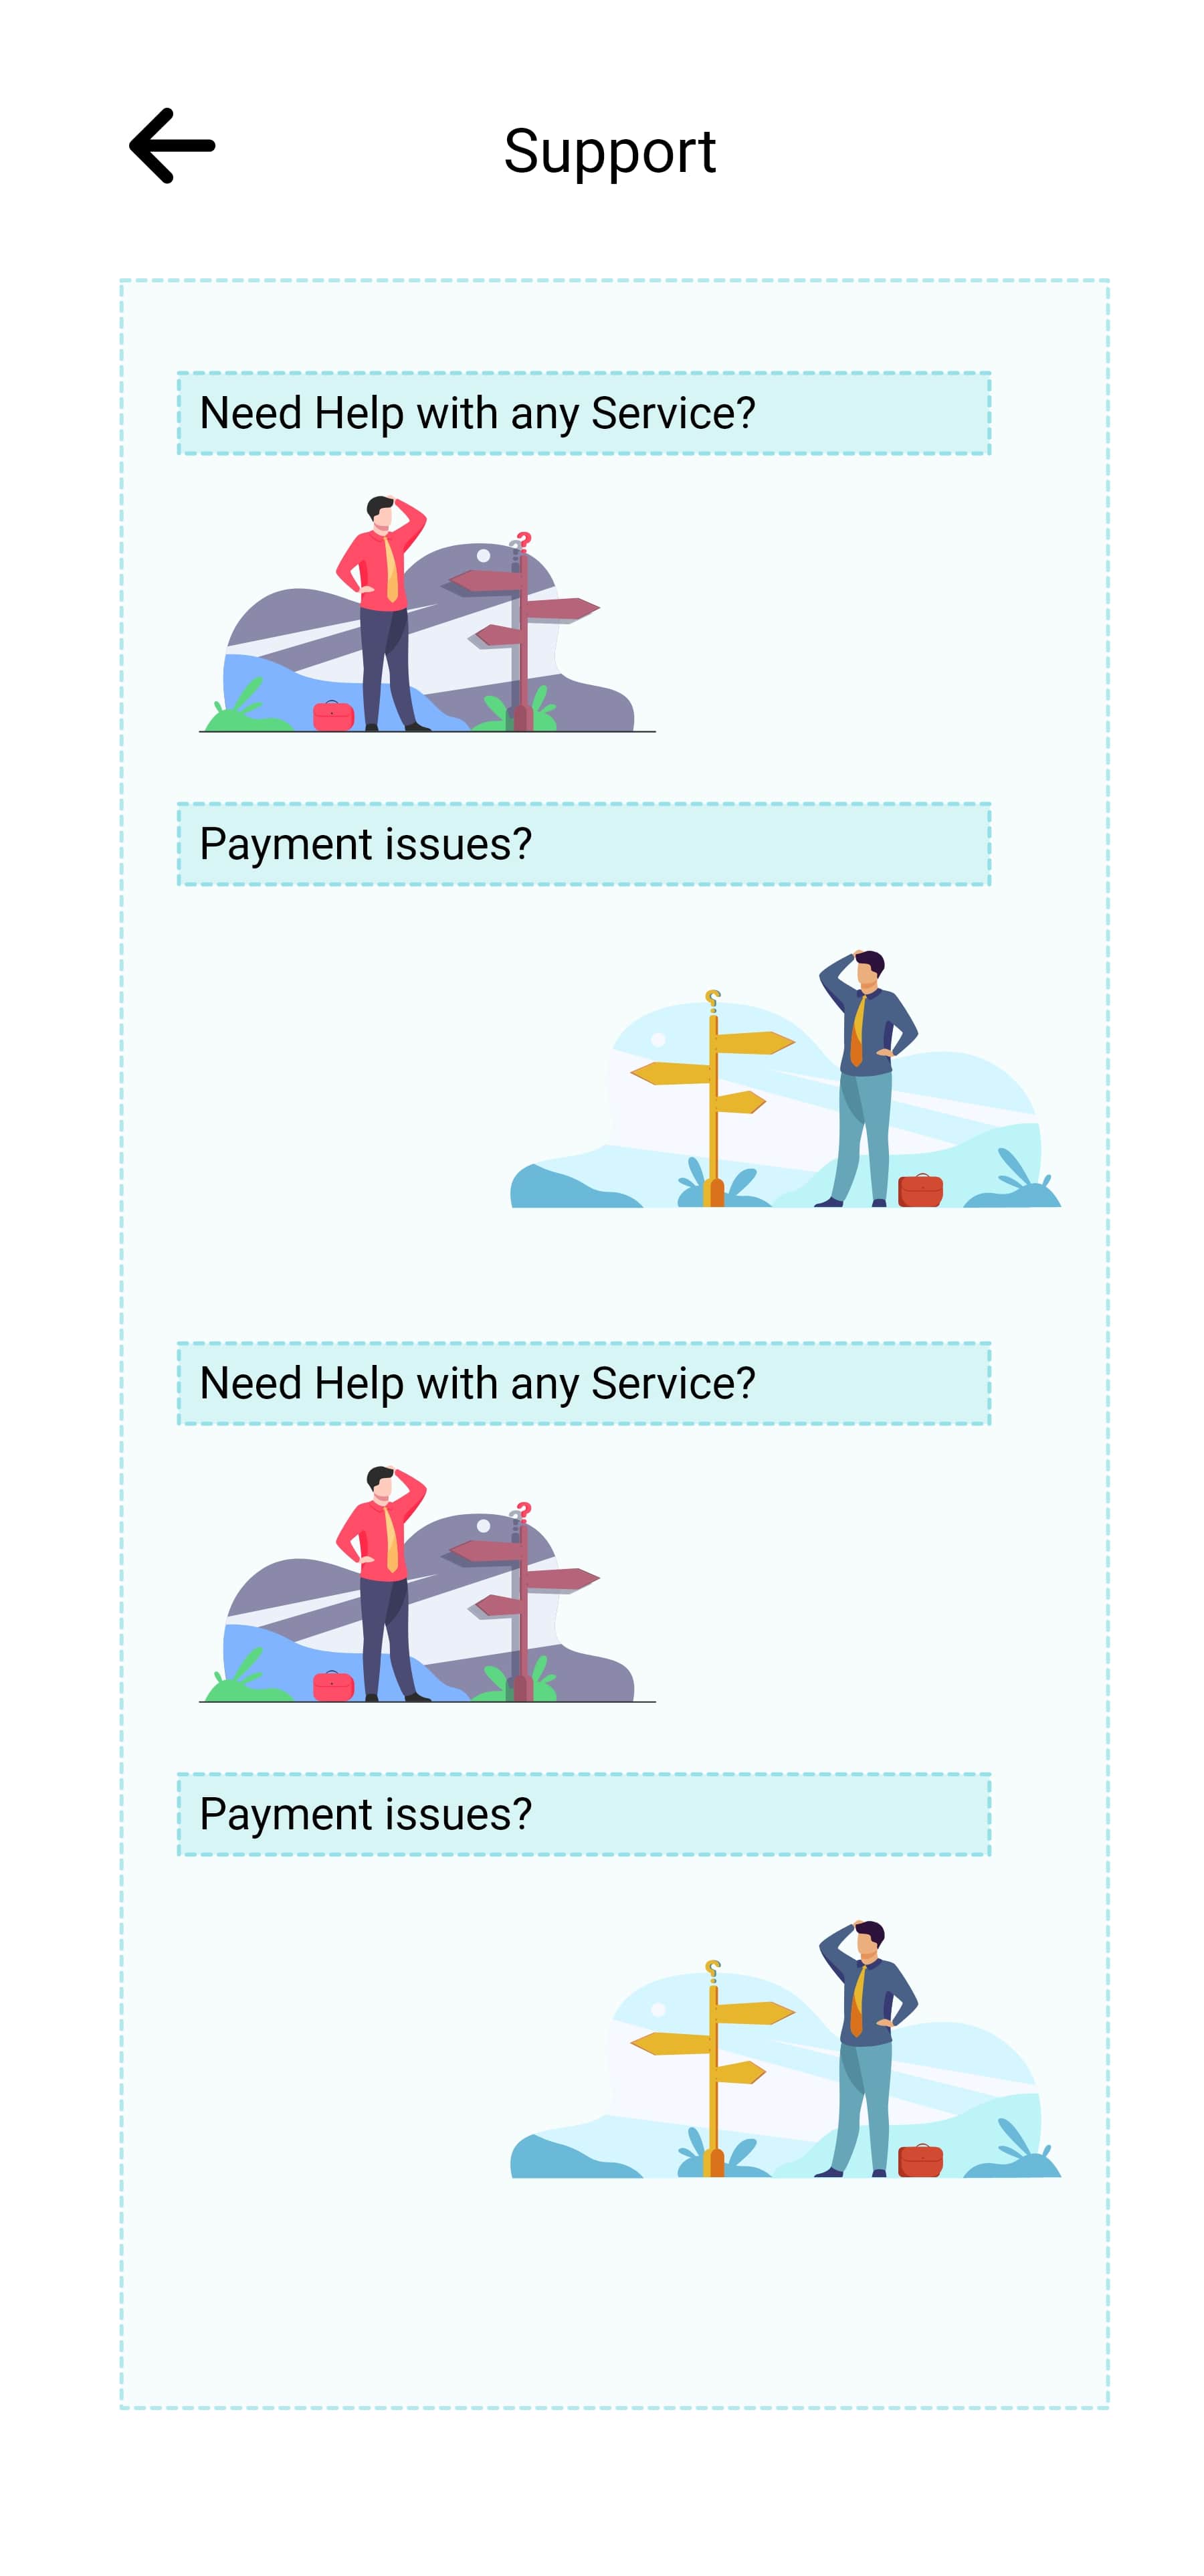 Support
Need Help with any Service?
?
Payment issues?
Need Help with any Service?
?
Payment issues?